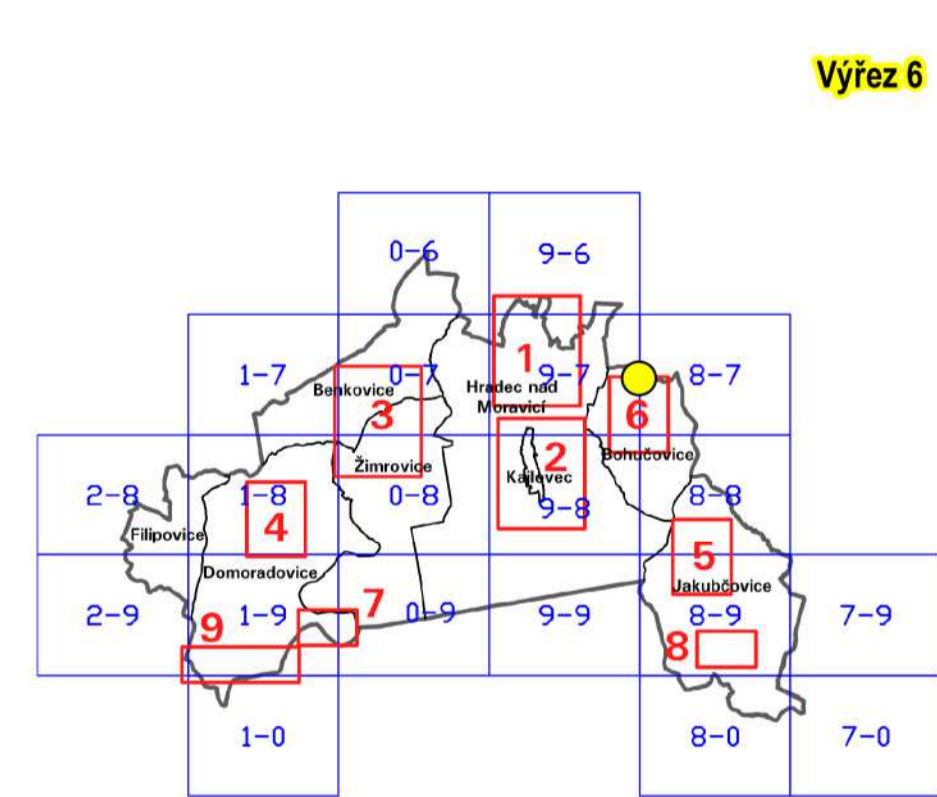 Výřez 6
0-6 9-6
1-7 0-7 1 9-7 8-7
Benkovice Hradec nad
3 Moravicí 6
Žimrovice 2 Bohučovice
Kajlovec
2-8 1-8 0-8 9-8 8-8
Filipovice 4 5
Domoradovice Jakubčovice
7
2-9 1-9 0-9 9-9 8-9 7-9
9 8
1-0 8-0 7-0